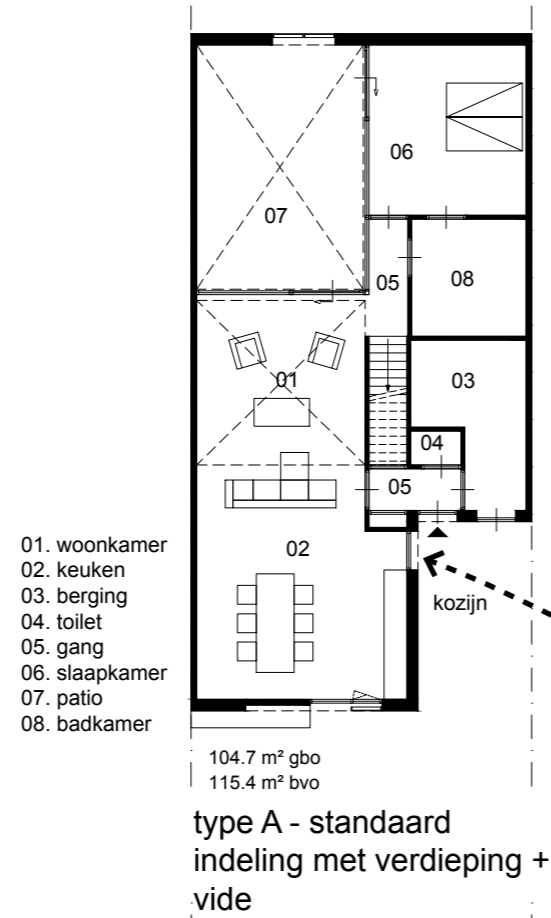 06
07
05
08
01
03
04
05
02
01. woonkamer
02. keuken
03. berging
04. toilet
05. gang
06. slaapkamer
07. patio
08. badkamer
kozijn
104.7 m² gbo
115.4 m² bvo
type A - standaard
indeling met verdieping +
vide